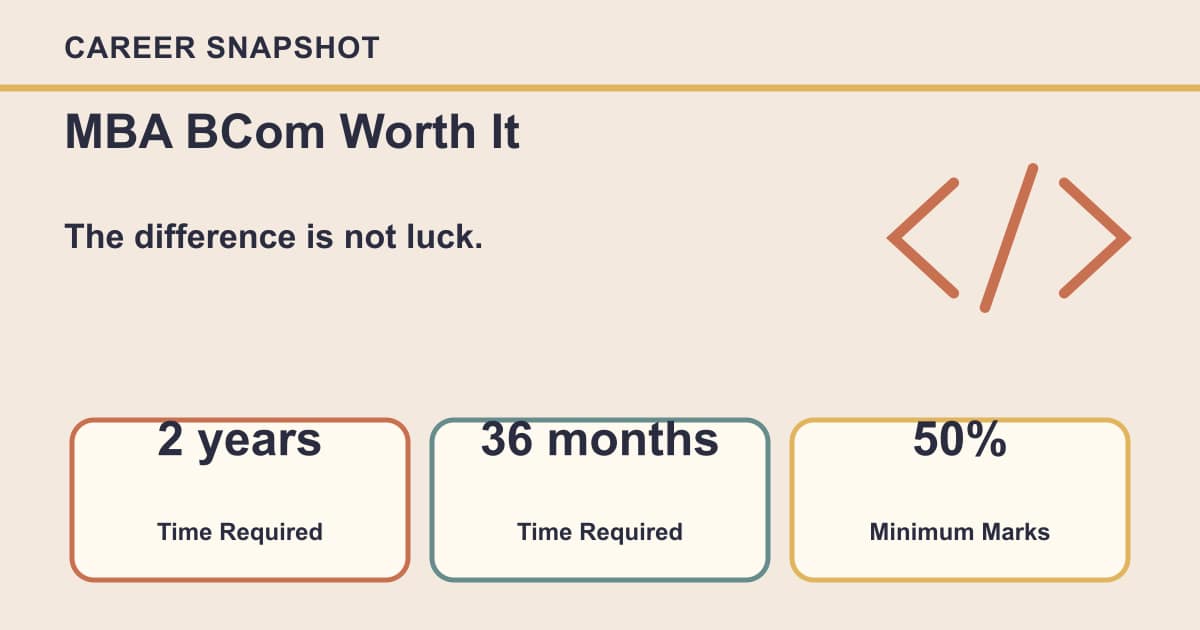 CAREER SNAPSHOT
MBA BCom Worth It
The difference is not luck.
2 years
36 months
50%
Time Required
Time Required
Minimum Marks